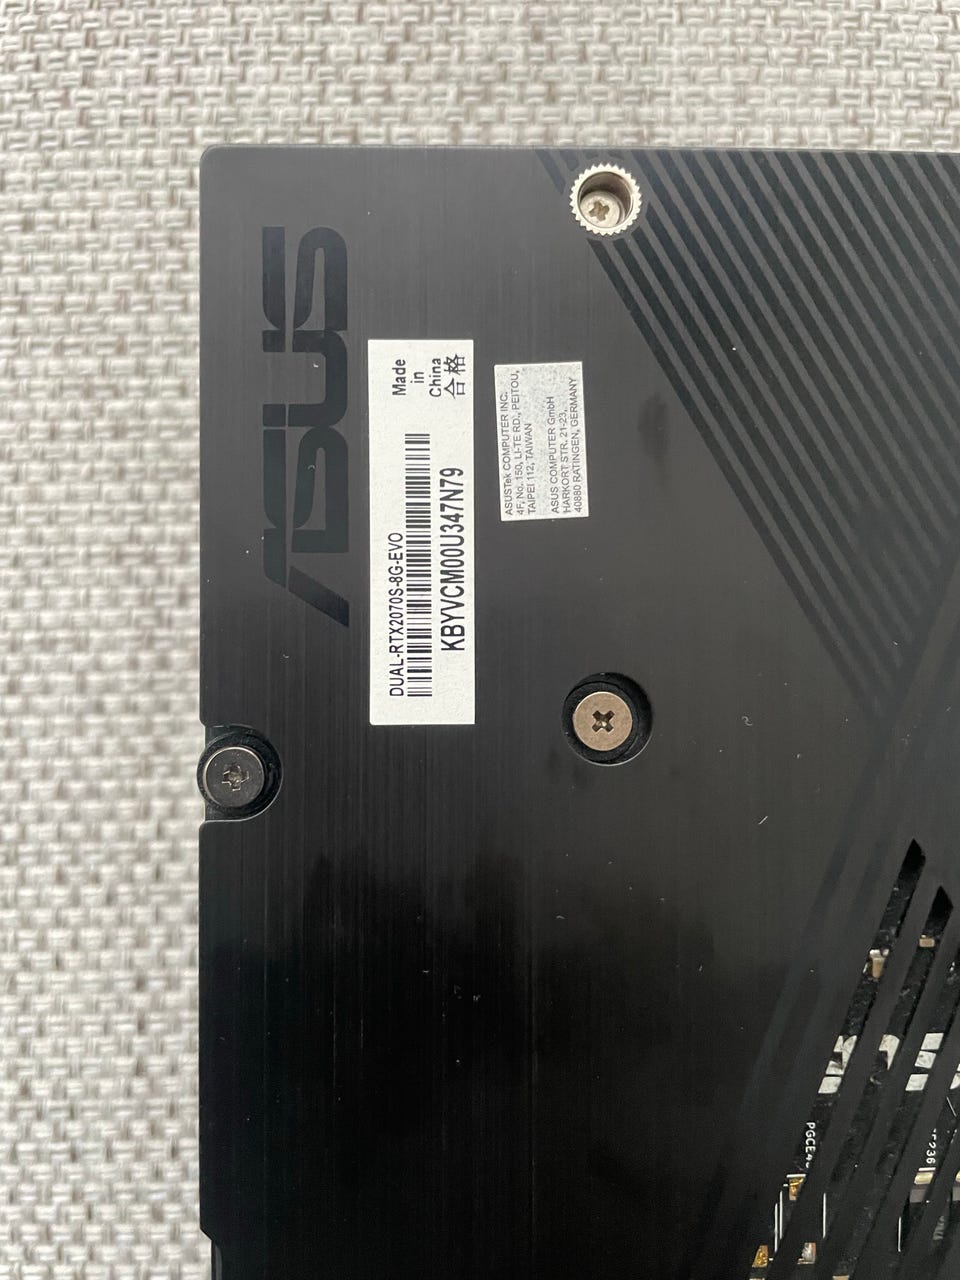 ASUS
Made
in
China
合格
DUAL-RTX2070S-8G-EVO
KBYVCM00U347N79
ASUSTek COMPUTER INC.
4F, No. 150, LI-TE RD., PEITOU,
TAIPEI 112, TAIWAN
ASUS COMPUTER GmbH
HARKORT STR. 21-23,
40880 RATINGEN, GERMANY